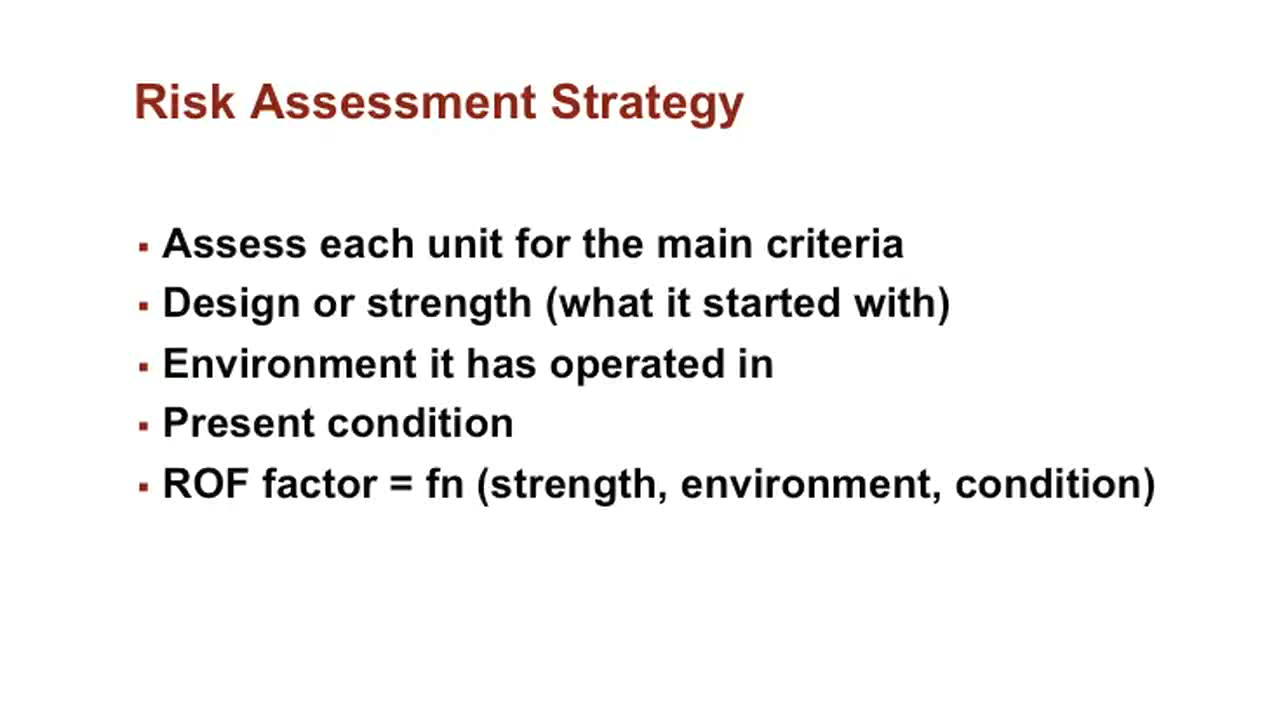 Risk Assessment Strategy
▪ Assess each unit for the main criteria
▪ Design or strength (what it started with)
▪ Environment it has operated in
▪ Present condition
▪ ROF factor = fn (strength, environment, condition)